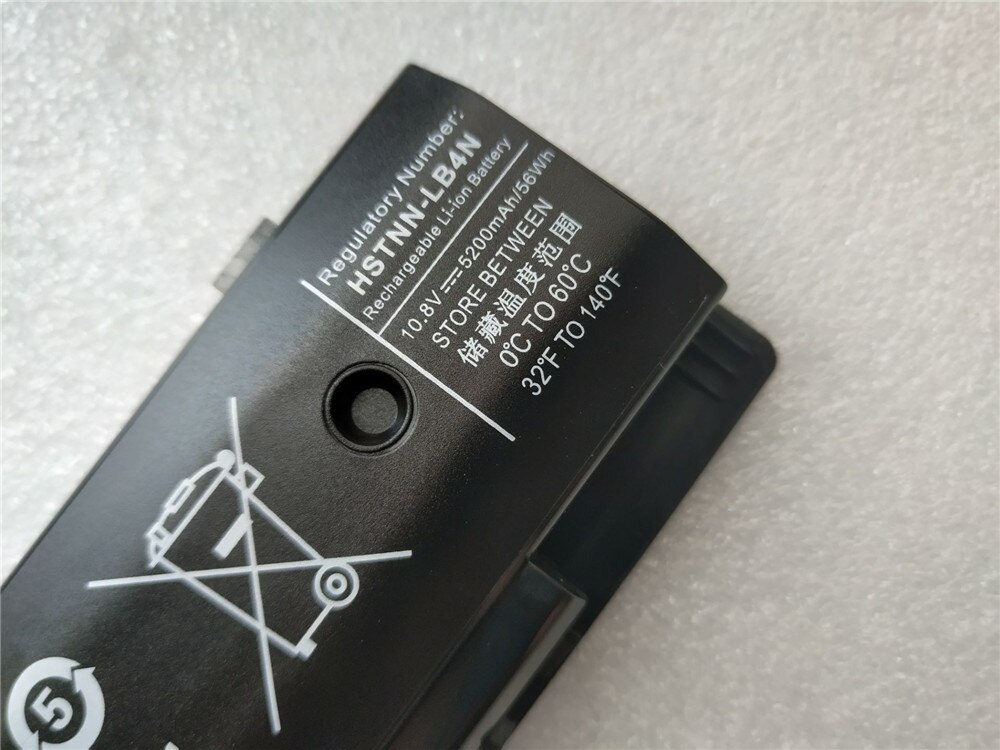 Regulatory Number:
HSTNN-LB4N
Rechargeable Li-ion Battery
10.8V⎓5200mAh/56Wh
STORE BETWEEN
储藏温度范围
0℃ TO 60℃
32℉ TO 140℉
5